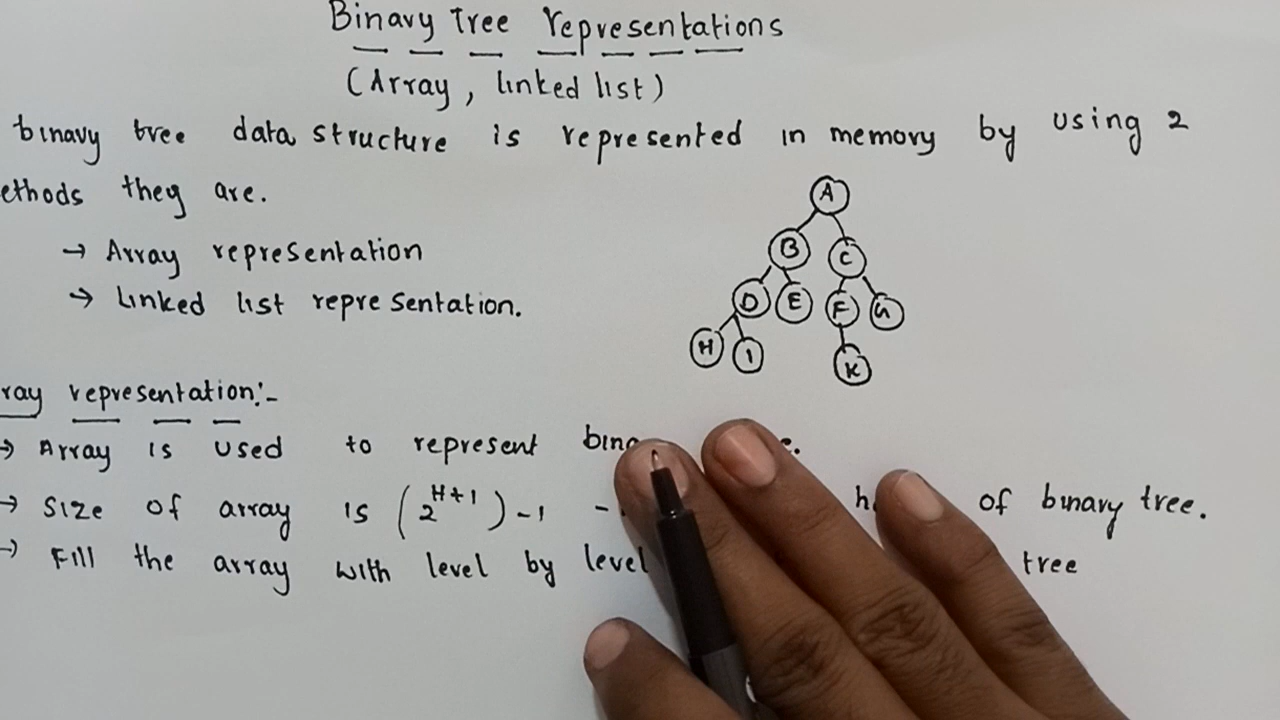 Binary Tree Representations
(Array, linked list)
binary tree data structure is represented in memory by using 2
ethods they are.
→ Array representation
→ Linked list representation.
A
B C
D E F G
H I K
ray representation:-
→ Array is used to represent bina e.
→ Size of array is (2^H+1)-1 - h of binary tree.
→ Fill the array with level by level tree